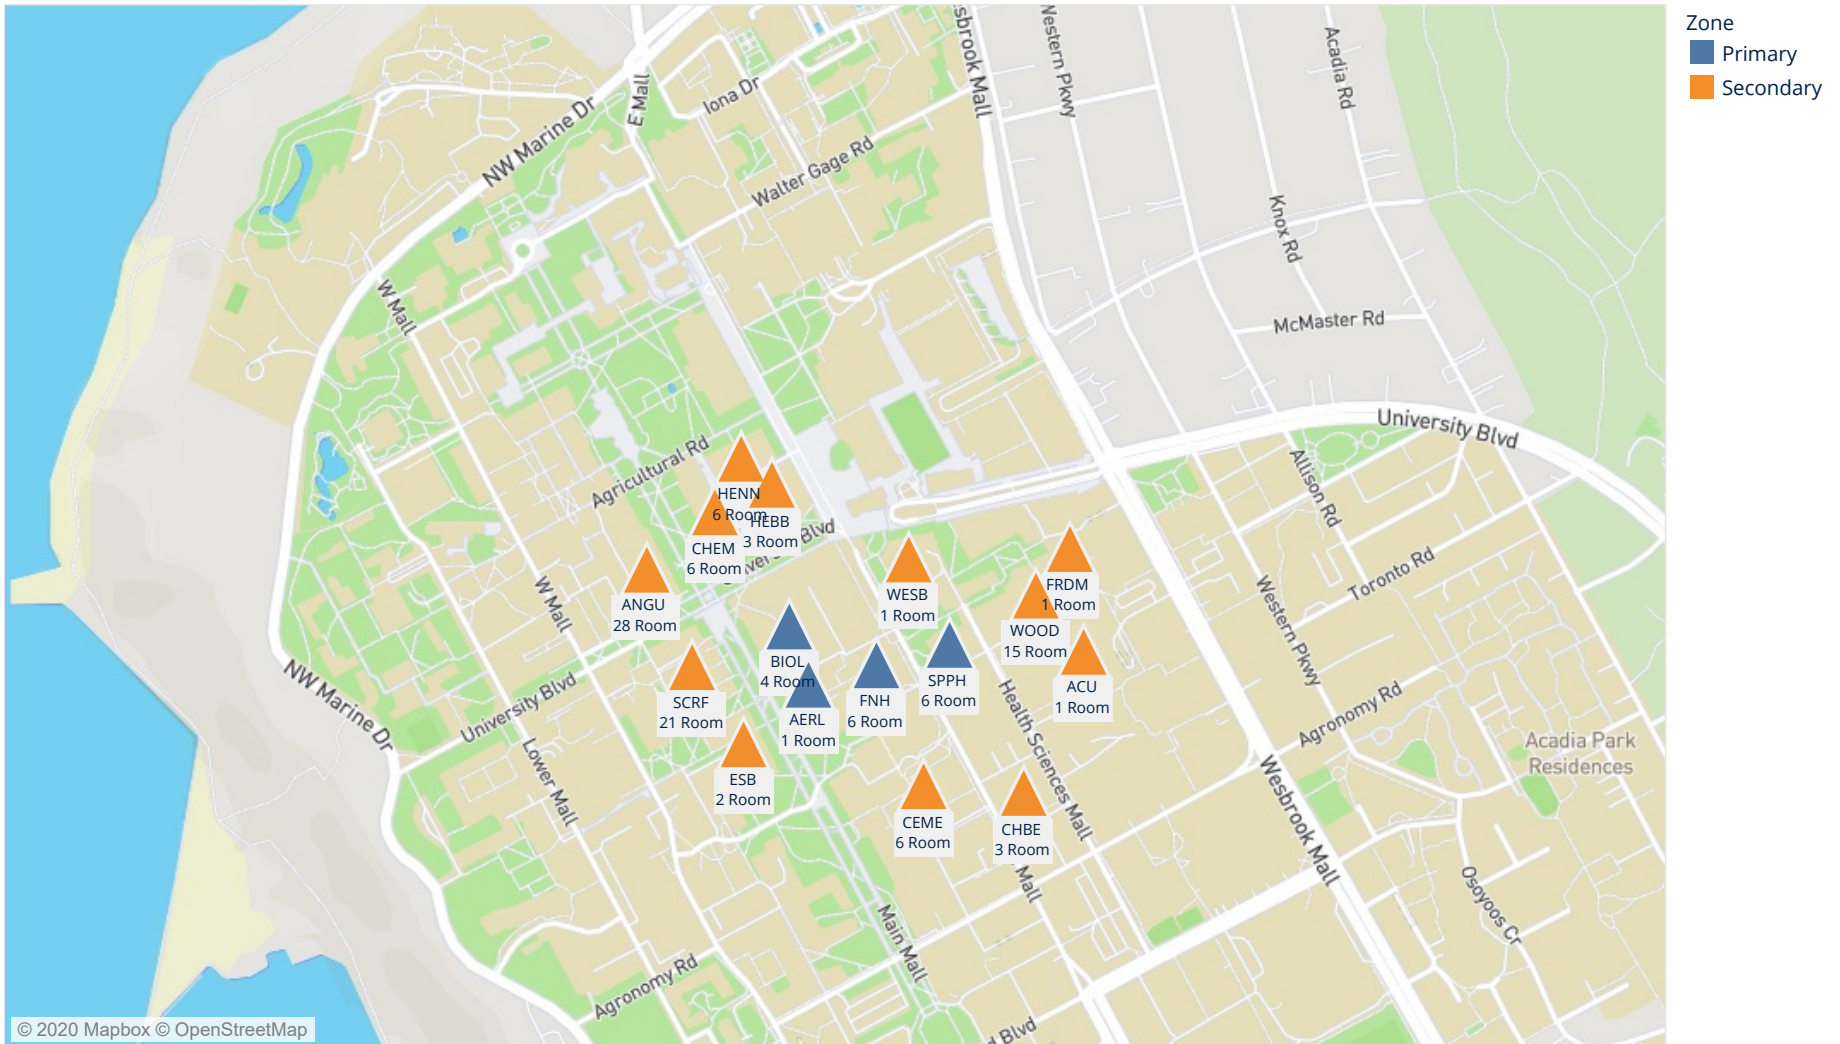 Zone
Primary
Secondary
E Mall
Iona Dr
NW Marine Dr
Walter Gage Rd
Wesbrook Mall
Western Pkwy
Acadia Rd
Knox Rd
McMaster Rd
University Blvd
Allison Rd
Toronto Rd
Western Pkwy
Agronomy Rd
Acadia Park
Residences
Wesbrook Mall
Osoyoos Cr
W Mall
Agricultural Rd
W Mall
University Blvd
NW Marine Dr
Lower Mall
Health Sciences Mall
Mall
Main Mall
Agronomy Rd
Blvd
HENN
6 Room
HEBB
3 Room
CHEM
6 Room
ANGU
28 Room
WESB
1 Room
FRDM
1 Room
WOOD
15 Room
BIOL
4 Room
AERL
1 Room
FNH
6 Room
SPPH
6 Room
ACU
1 Room
SCRF
21 Room
ESB
2 Room
CEME
6 Room
CHBE
3 Room
© 2020 Mapbox © OpenStreetMap